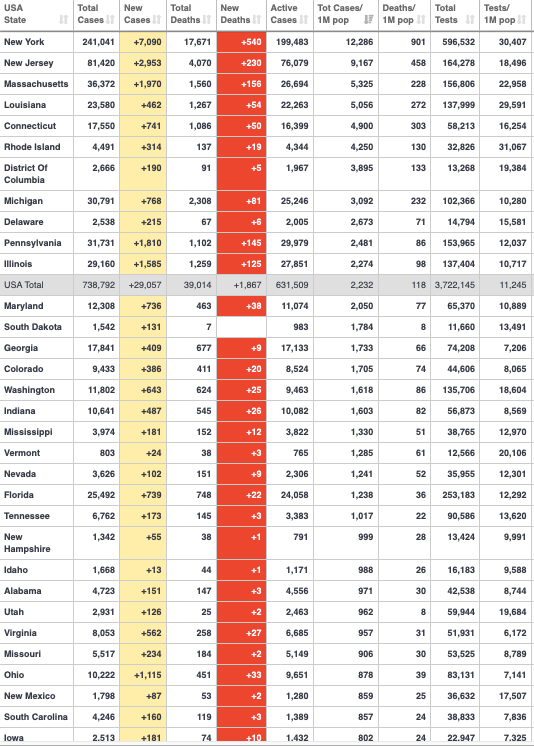 USA State Total Cases New Cases Total Deaths New Deaths Active Cases Tot Cases/ 1M pop Deaths/ 1M pop Total Tests Tests/ 1M pop
New York 241,041 +7,090 17,671 +540 199,483 12,286 901 596,532 30,407
New Jersey 81,420 +2,953 4,070 +230 76,079 9,167 458 164,278 18,496
Massachusetts 36,372 +1,970 1,560 +156 26,694 5,325 228 156,806 22,958
Louisiana 23,580 +462 1,267 +54 22,263 5,056 272 137,999 29,591
Connecticut 17,550 +741 1,086 +50 16,399 4,900 303 58,213 16,254
Rhode Island 4,491 +314 137 +19 4,344 4,250 130 32,826 31,067
District Of Columbia 2,666 +190 91 +5 1,967 3,895 133 13,268 19,384
Michigan 30,791 +768 2,308 +81 25,246 3,092 232 102,366 10,280
Delaware 2,538 +215 67 +6 2,005 2,673 71 14,794 15,581
Pennsylvania 31,731 +1,810 1,102 +145 29,979 2,481 86 153,965 12,037
Illinois 29,160 +1,585 1,259 +125 27,851 2,274 98 137,404 10,717
USA Total 738,792 +29,057 39,014 +1,867 631,509 2,232 118 3,722,145 11,245
Maryland 12,308 +736 463 +38 11,074 2,050 77 65,370 10,889
South Dakota 1,542 +131 7 983 1,784 8 11,660 13,491
Georgia 17,841 +409 677 +9 17,133 1,733 66 74,208 7,206
Colorado 9,433 +386 411 +20 8,524 1,705 74 44,606 8,065
Washington 11,802 +643 624 +25 9,463 1,618 86 135,706 18,604
Indiana 10,641 +487 545 +26 10,082 1,603 82 56,873 8,569
Mississippi 3,974 +181 152 +12 3,822 1,330 51 38,765 12,970
Vermont 803 +24 38 +3 765 1,285 61 12,566 20,106
Nevada 3,626 +102 151 +9 2,306 1,241 52 35,955 12,301
Florida 25,492 +739 748 +22 24,058 1,238 36 253,183 12,292
Tennessee 6,762 +173 145 +3 3,383 1,017 22 90,586 13,620
New Hampshire 1,342 +55 38 +1 791 999 28 13,424 9,991
Idaho 1,668 +13 44 +1 1,171 988 26 16,183 9,588
Alabama 4,723 +151 147 +3 4,556 971 30 42,538 8,744
Utah 2,931 +126 25 +2 2,463 962 8 59,944 19,684
Virginia 8,053 +562 258 +27 6,685 957 31 51,931 6,172
Missouri 5,517 +234 184 +2 5,149 906 30 53,525 8,789
Ohio 10,222 +1,115 451 +33 9,651 878 39 83,131 7,141
New Mexico 1,798 +87 53 +2 1,280 859 25 36,632 17,507
South Carolina 4,246 +160 119 +3 1,389 857 24 38,833 7,836
Iowa 2,513 +181 74 +10 1,432 802 24 22,947 7,325